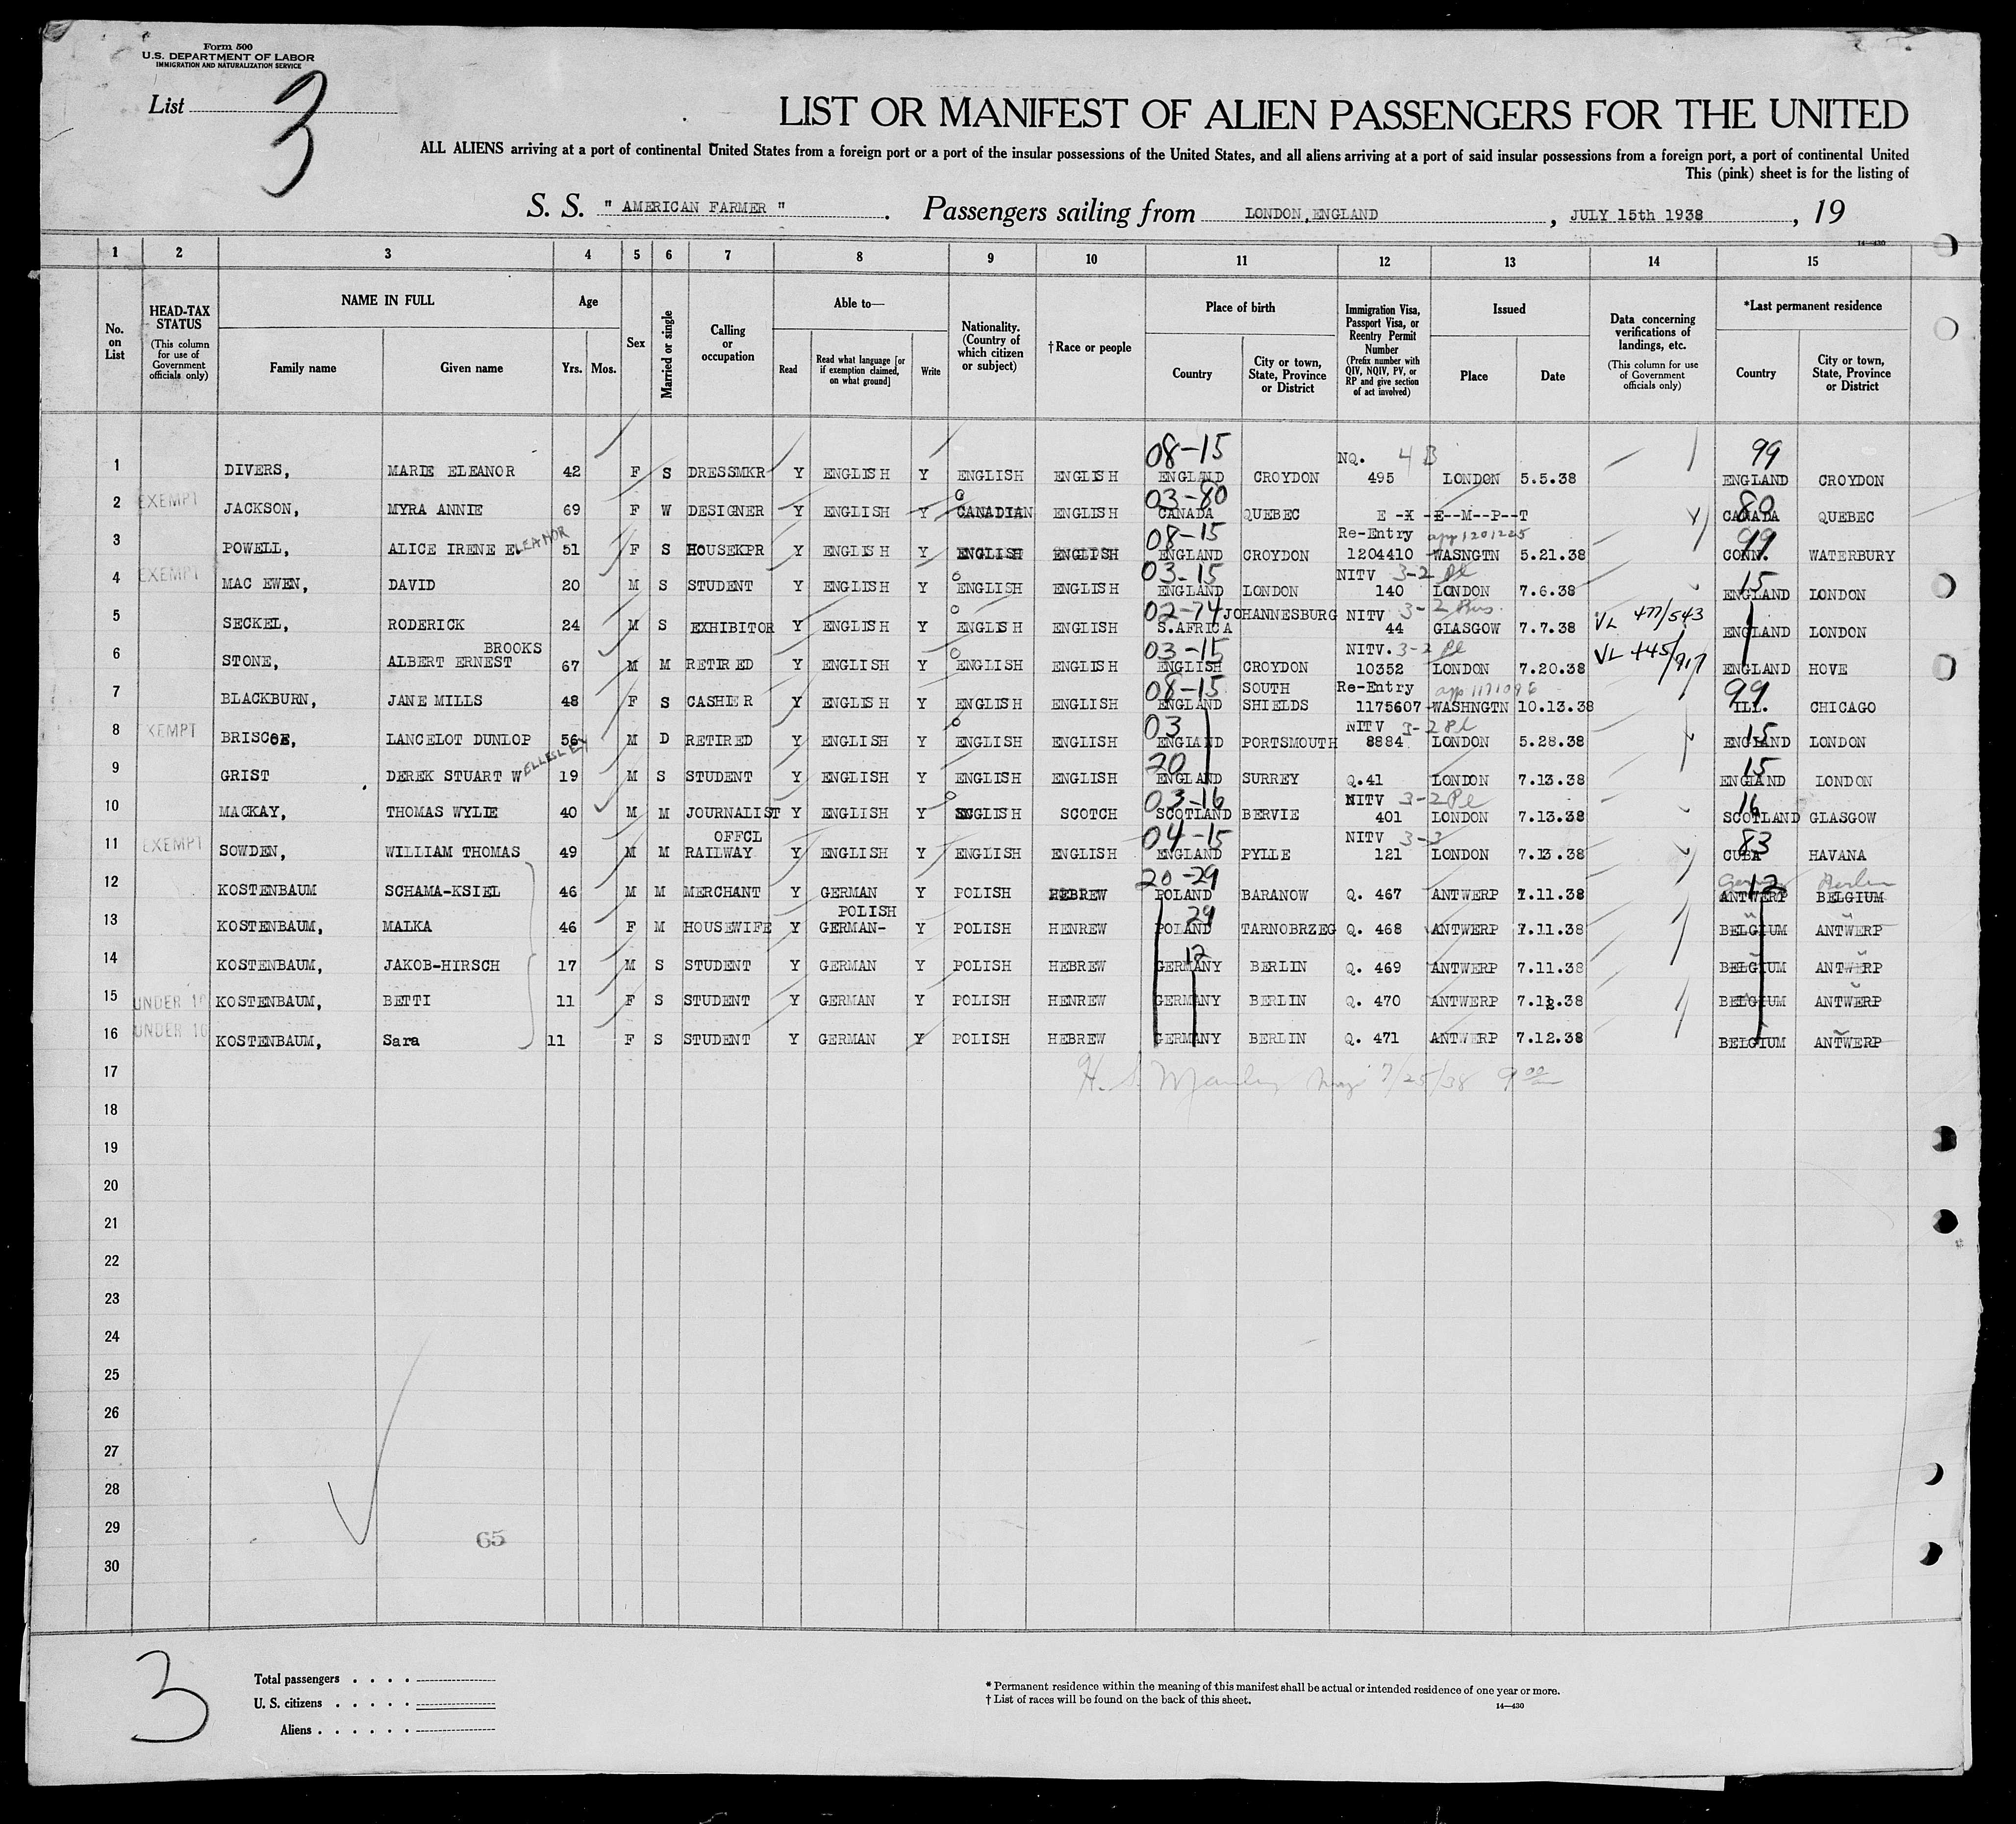 Form 500
U.S. DEPARTMENT OF LABOR
IMMIGRATION AND NATURALIZATION SERVICE
List 3
LIST OR MANIFEST OF ALIEN PASSENGERS FOR THE UNITED
ALL ALIENS arriving at a port of continental United States from a foreign port or a port of the insular possessions of the United States, and all aliens arriving at a port of said insular possessions from a foreign port, a port of continental United
This (pink) sheet is for the listing of
S. S. " AMERICAN FARMER " . Passengers sailing from LONDON, ENGLAND , JULY 15th 1938 , 19
14—430
1 2 3 4 5 6 7 8 9 10 11 12 13 14 15
No. on List
HEAD-TAX STATUS (This column for use of Government officials only)
NAME IN FULL
Family name Given name
Age
Yrs. Mos.
Sex
Married or single
Calling or occupation
Able to—
Read Read what language [or if exemption claimed, on what ground] Write
Nationality. (Country of which citizen or subject)
† Race or people
Place of birth
Country City or town, State, Province or District
Immigration Visa, Passport Visa, or Reentry Permit Number (Prefix number with QIV, NQIV, PV, or RP and give section of act involved)
Issued
Place Date
Data concerning verifications of landings, etc. (This column for use of Government officials only)
*Last permanent residence
Country City or town, State, Province or District
08-15 NQ. 4 B 99
1 DIVERS, MARIE ELEANOR 42 F S DRESSMKR Y ENGLISH Y ENGLISH ENGLISH ENGLAND CROYDON 495 LONDON 5.5.38 ENGLAND CROYDON
03-80 80
2 EXEMPT JACKSON, MYRA ANNIE 69 F W DESIGNER Y ENGLISH Y CANADIAN ENGLISH CANADA QUEBEC E -X -E--M--P--T CANADA QUEBEC
08-15 Re-Entry app 1201225 99
3 POWELL, ALICE IRENE ELEANOR 51 F S HOUSEKPR Y ENGLISH Y ENGLISH ENGLISH ENGLAND CROYDON 1204410 WASNGTN 5.21.38 CONN. WATERBURY
03-15 NITV 3-2 Pl 15
4 EXEMPT MAC EWEN, DAVID 20 M S STUDENT Y ENGLISH Y ENGLISH ENGLISH ENGLAND LONDON 140 LONDON 7.6.38 ENGLAND LONDON
02-74 JOHANNESBURG NITV 3-2 Bus. VL 477/543
5 SECKEL, RODERICK 24 M S EXHIBITOR Y ENGLISH Y ENGLISH ENGLISH S.AFRICA 44 GLASGOW 7.7.38 ENGLAND LONDON
BROOKS 03-15 NITV. 3-2 Pl VL 445/917
6 STONE, ALBERT ERNEST 67 M M RETIRED Y ENGLISH Y ENGLISH ENGLISH ENGLISH CROYDON 10352 LONDON 7.20.38 ENGLAND HOVE
08-15 SOUTH Re-Entry app 1171096 99
7 BLACKBURN, JANE MILLS 48 F S CASHIER Y ENGLISH Y ENGLISH ENGLISH ENGLAND SHIELDS 1175607 WASHNGTN 10.13.38 ILL. CHICAGO
03 NITV 3-2 Pl 15
8 EXEMPT BRISCOE, LANCELOT DUNLOP 56 M D RETIRED Y ENGLISH Y ENGLISH ENGLISH ENGLAND PORTSMOUTH 8884 LONDON 5.28.38 ENGLAND LONDON
20 15
9 GRIST DEREK STUART WELLESLEY 19 M S STUDENT Y ENGLISH Y ENGLISH ENGLISH ENGLAND SURREY Q.41 LONDON 7.13.38 ENGLAND LONDON
03-16 NITV 3-2 Pl 16
10 MACKAY, THOMAS WYLIE 40 M M JOURNALIST Y ENGLISH Y ENGLISH SCOTCH SCOTLAND BERVIE 401 LONDON 7.13.38 SCOTLAND GLASGOW
OFFCL 04-15 NITV 3-3 83
11 EXEMPT SOWDEN, WILLIAM THOMAS 49 M M RAILWAY Y ENGLISH Y ENGLISH ENGLISH ENGLAND PYLLE 121 LONDON 7.13.38 CUBA HAVANA
20-29 12 Berlin
12 KOSTENBAUM SCHAMA-KSIEL 46 M M MERCHANT Y GERMAN Y POLISH HEBREW POLAND BARANOW Q. 467 ANTWERP 7.11.38 ANTWERP BELGIUM
POLISH 29
13 KOSTENBAUM, MALKA 46 F M HOUSEWIFE Y GERMAN- Y POLISH HENREW POLAND TARNOBRZEG Q. 468 ANTWERP 7.11.38 BELGIUM ANTWERP
12
14 KOSTENBAUM, JAKOB-HIRSCH 17 M S STUDENT Y GERMAN Y POLISH HEBREW GERMANY BERLIN Q. 469 ANTWERP 7.11.38 BELGIUM ANTWERP
15 UNDER 16 KOSTENBAUM, BETTI 11 F S STUDENT Y GERMAN Y POLISH HENREW GERMANY BERLIN Q. 470 ANTWERP 7.12.38 BELGIUM ANTWERP
16 UNDER 16 KOSTENBAUM, Sara 11 F S STUDENT Y GERMAN Y POLISH HEBREW GERMANY BERLIN Q. 471 ANTWERP 7.12.38 BELGIUM ANTWERP
17 H. S. Manley 7/25/38 9 00
18
19
20
21
22
23
24
25
26
27
28
29 65
30
3
Total passengers . . . .
U. S. citizens . . . . .
Aliens . . . . . .
* Permanent residence within the meaning of this manifest shall be actual or intended residence of one year or more.
† List of races will be found on the back of this sheet.
14—430